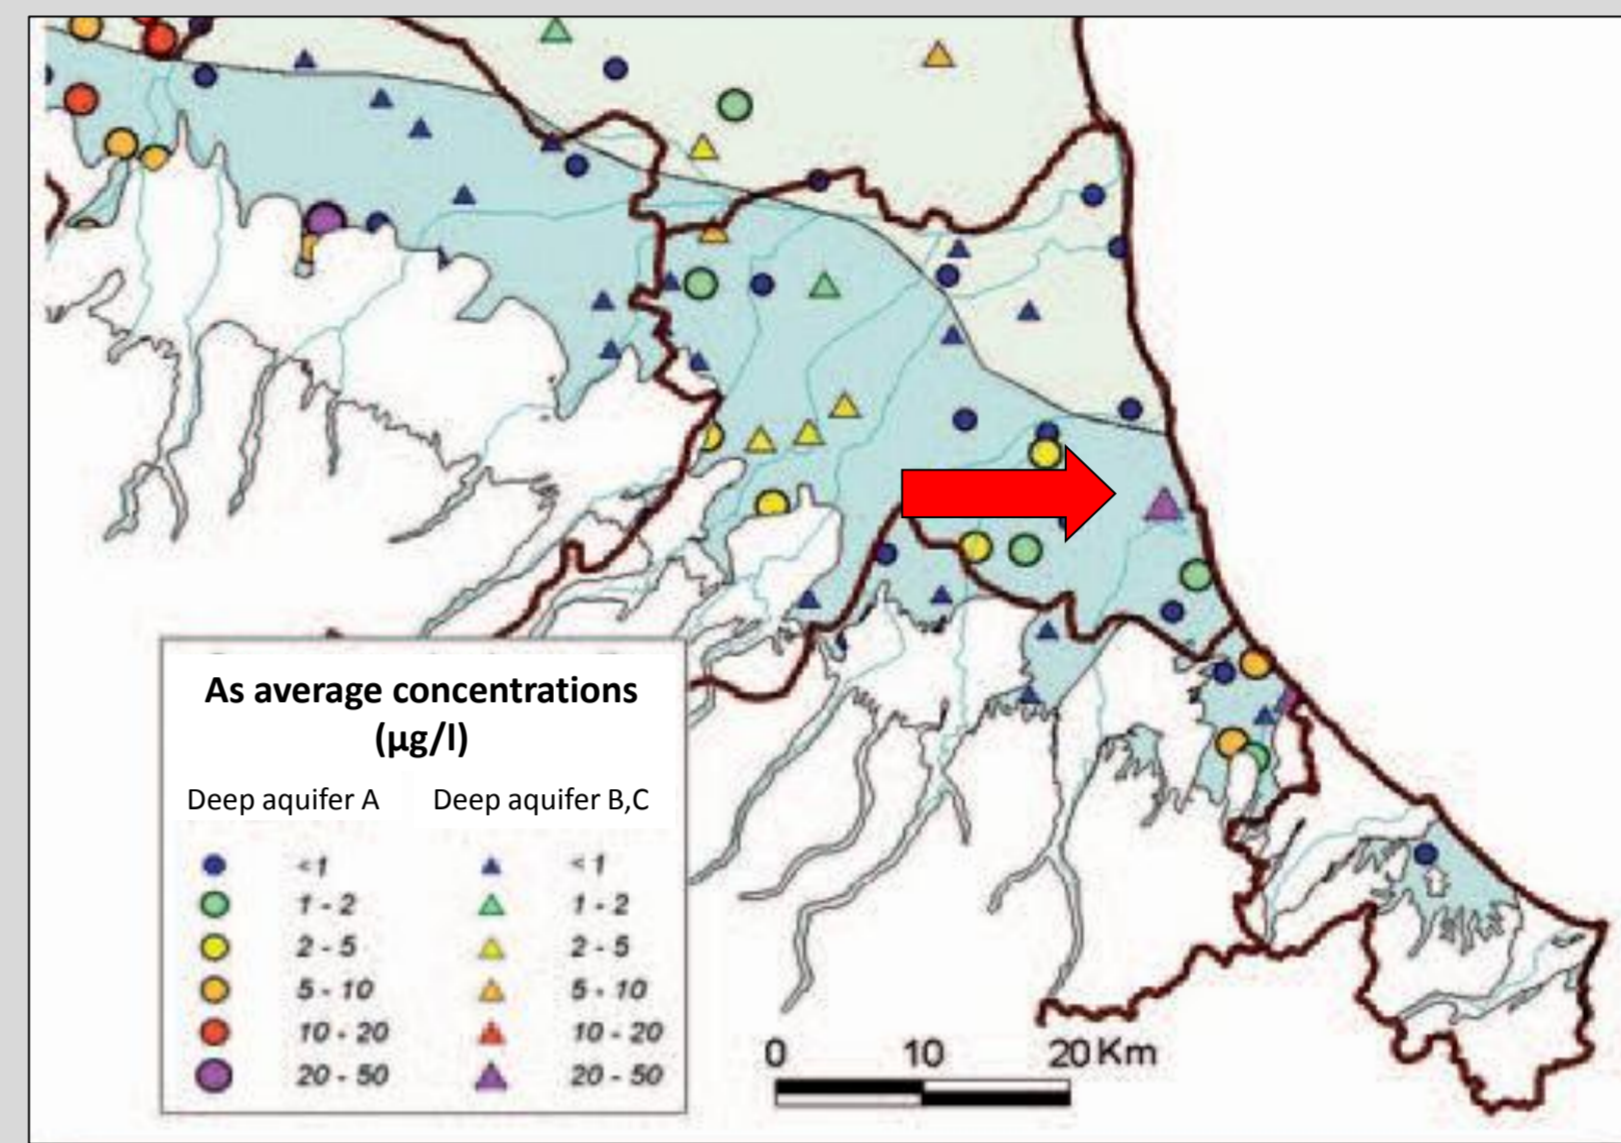 As average concentrations
(µg/l)
Deep aquifer A Deep aquifer B,C
<1 <1
1 - 2 1 - 2
2 - 5 2 - 5
5 - 10 5 - 10
10 - 20 10 - 20
20 - 50 20 - 50
0 10 20 Km